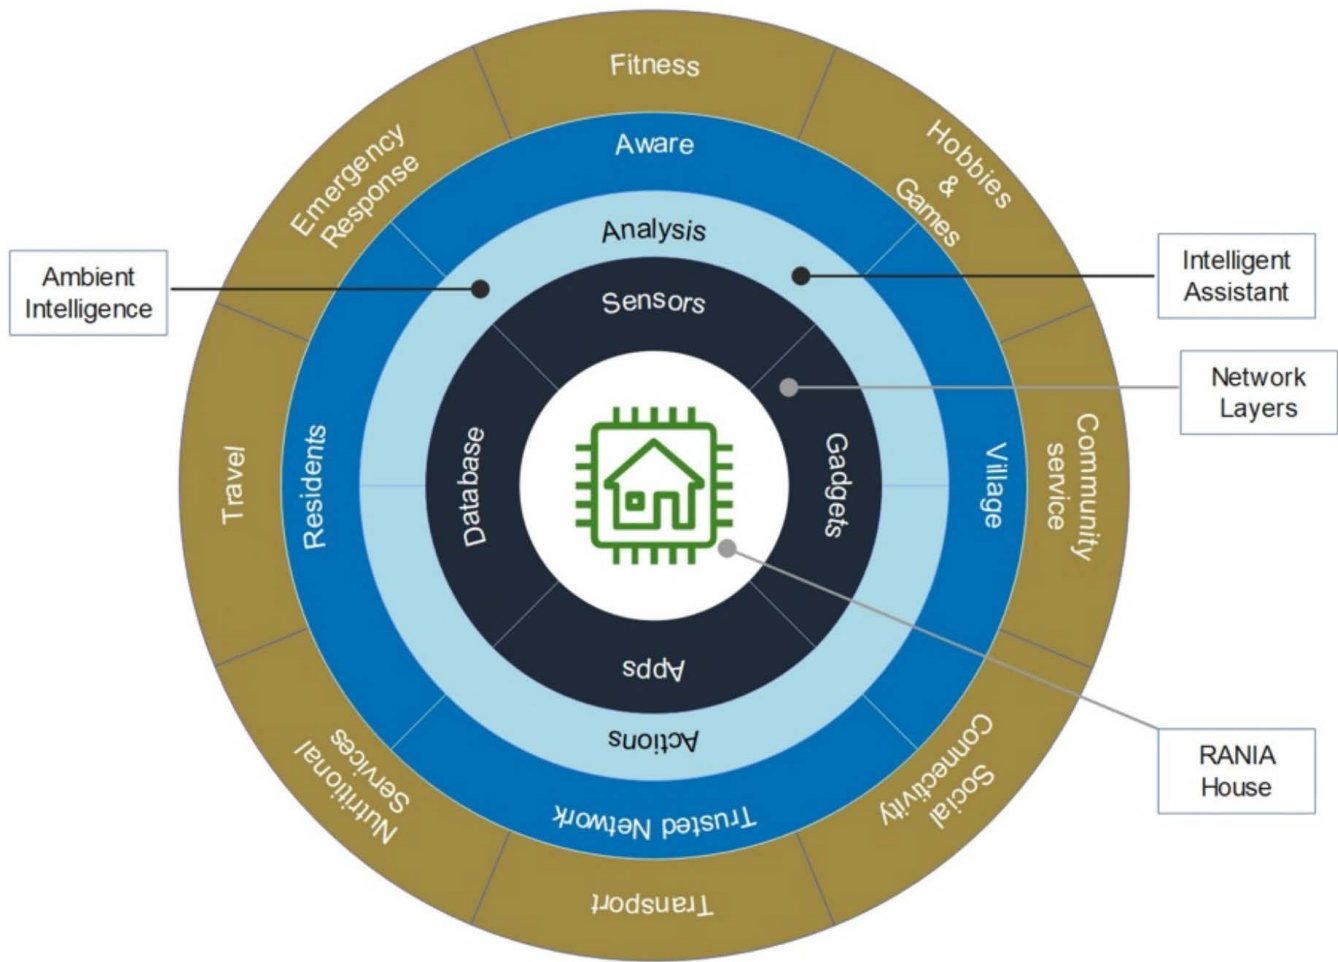 Fitness
Hobbies
&
Games
Community
service
Social
Connectivity
Transport
Nutritional
Services
Travel
Emergency
Response
Aware
Village
Trusted Network
Residents
Analysis
Actions
Sensors
Gadgets
Apps
Database
Ambient
Intelligence
Intelligent
Assistant
Network
Layers
RANIA
House